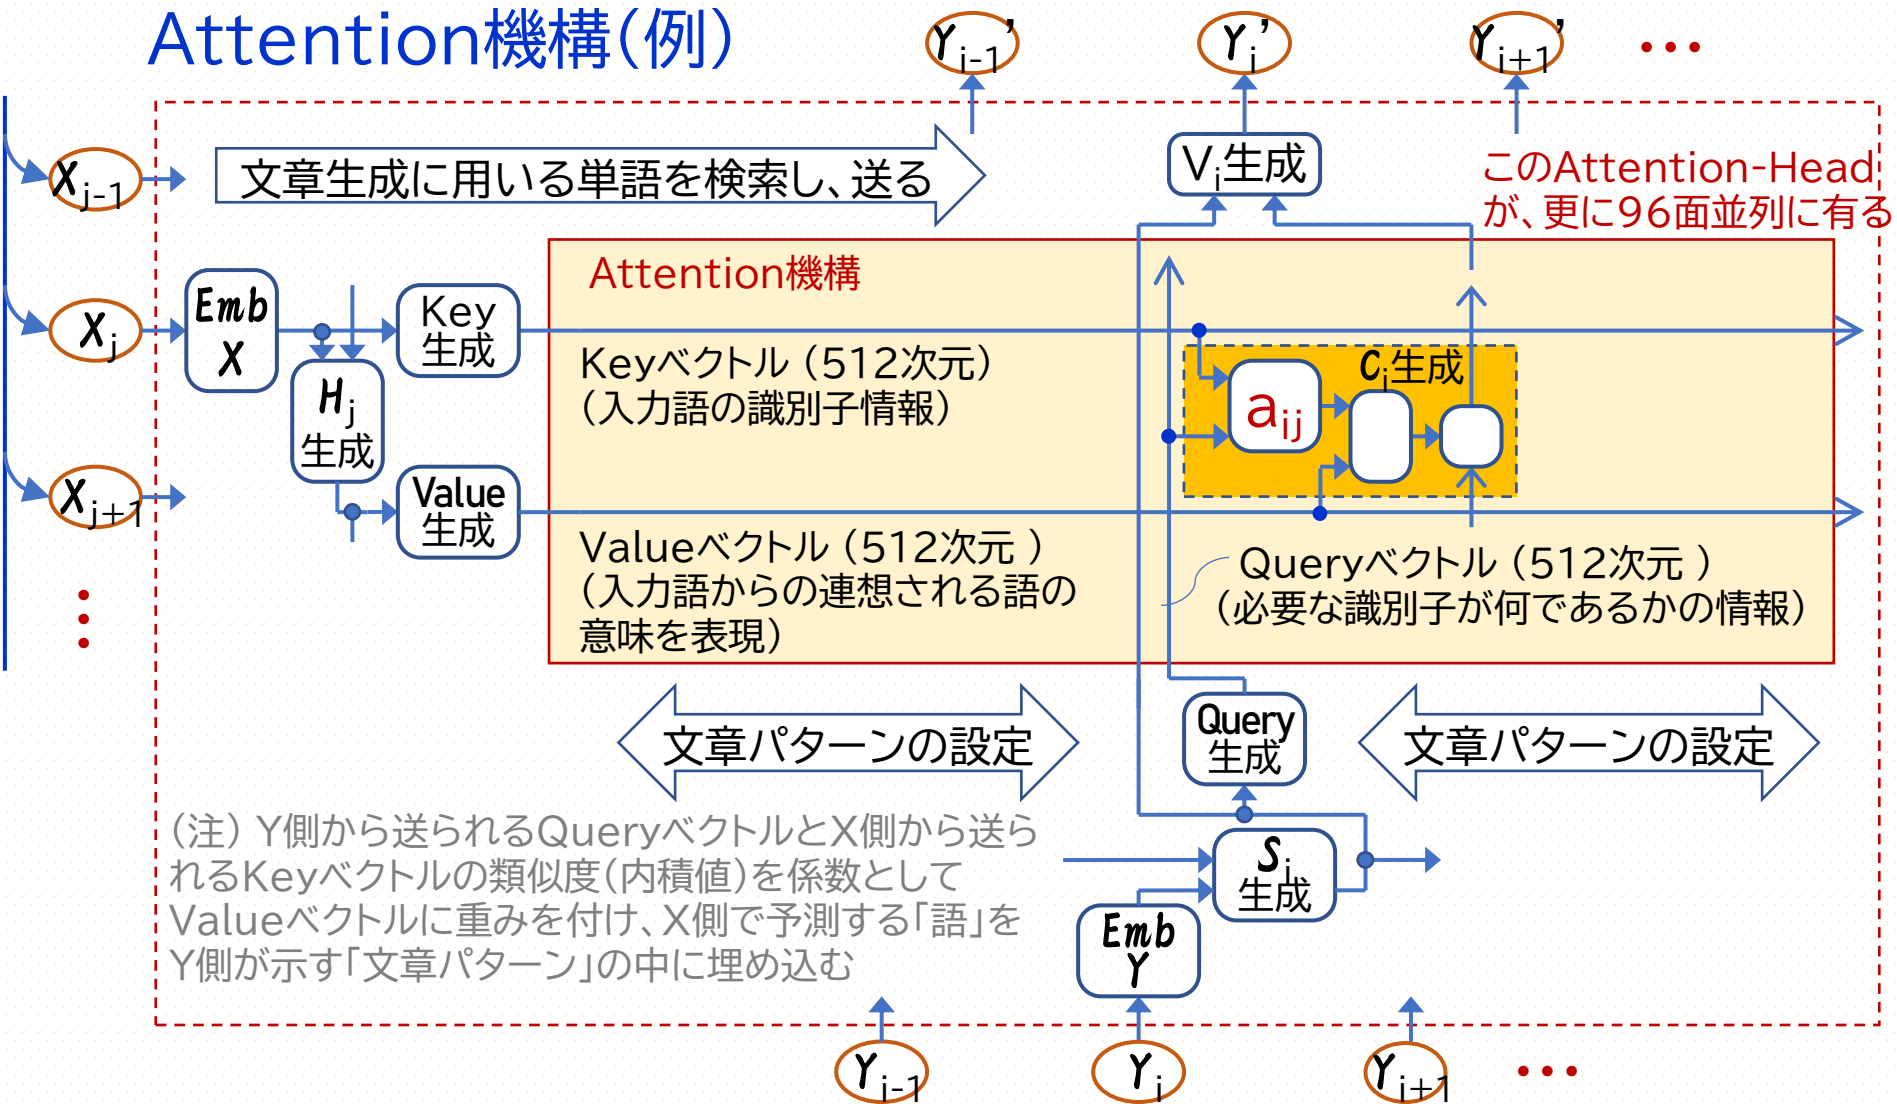 Attention機構(例)
Yi-1'
Yi'
Yi+1'
•••
Xj-1
文章生成に用いる単語を検索し、送る
Vi生成
このAttention-Head
が、更に96面並列に有る
Attention機構
Xj
Emb
X
Key
生成
Hj
生成
Keyベクトル（512次元）
（入力語の識別子情報）
Ci生成
aij
Xj+1
Value
生成
Valueベクトル（512次元 ）
（入力語からの連想される語の
意味を表現）
Queryベクトル（512次元 ）
（必要な識別子が何であるかの情報）
文章パターンの設定
Query
生成
文章パターンの設定
（注） Y側から送られるQueryベクトルとX側から送ら
れるKeyベクトルの類似度(内積値)を係数として
Valueベクトルに重みを付け、X側で予測する「語」を
Y側が示す「文章パターン」の中に埋め込む
Si
生成
Emb
Y
Yi-1
Yi
Yi+1
•••